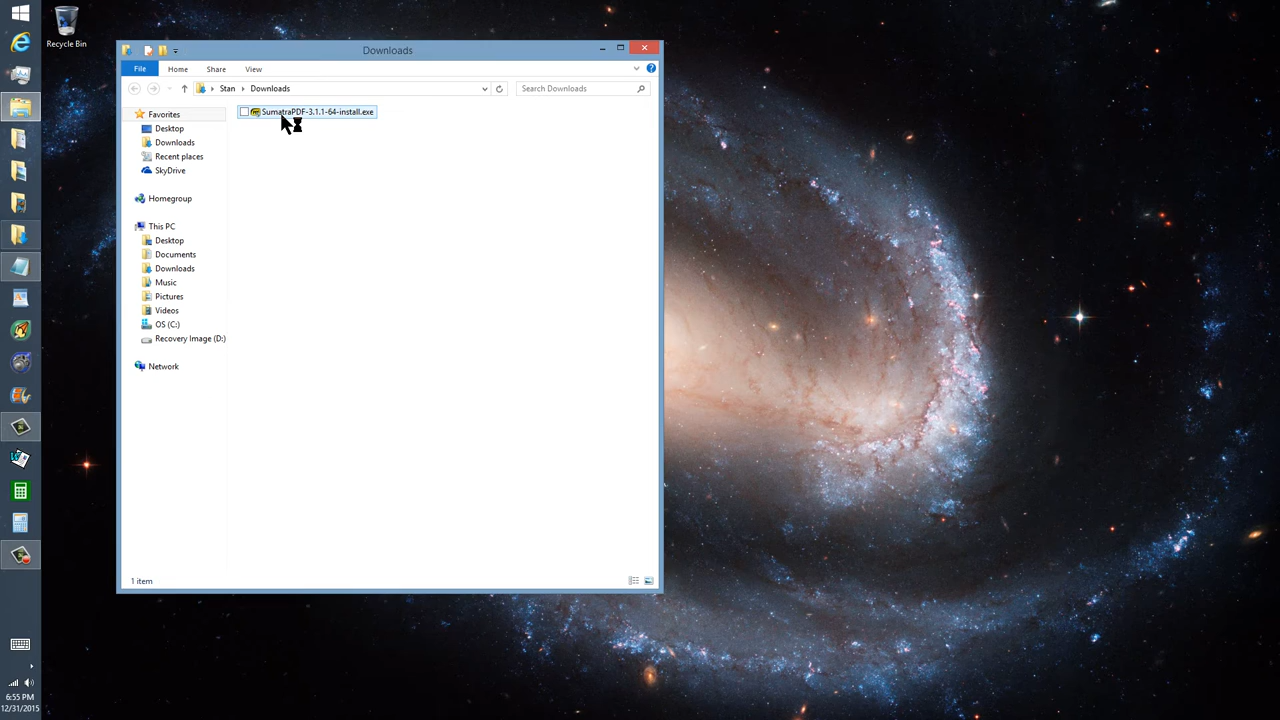 Recycle Bin
Downloads
File Home Share View
Stan Downloads
Search Downloads
SumatraPDF-3.1.1-64-install.exe
Favorites
Desktop
Downloads
Recent places
SkyDrive
Homegroup
This PC
Desktop
Documents
Downloads
Music
Pictures
Videos
OS (C:)
Recovery Image (D:)
Network
1 item
6:55 PM
12/31/2015